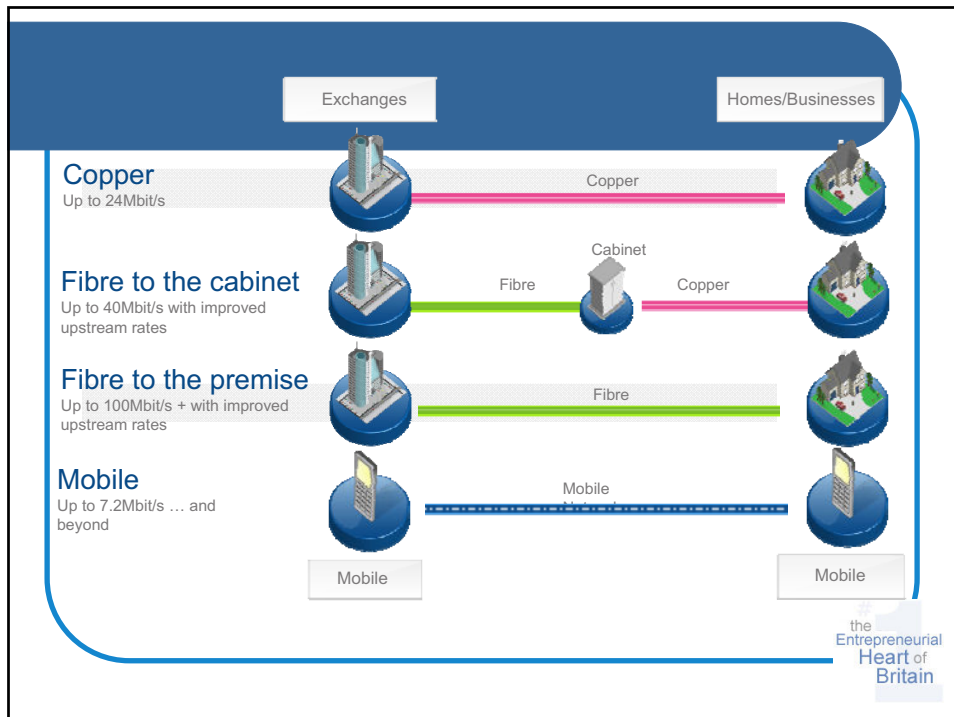 Exchanges
Homes/Businesses
Copper
Up to 24Mbit/s
Copper
Fibre to the cabinet
Up to 40Mbit/s with improved
upstream rates
Fibre
Cabinet
Copper
Fibre to the premise
Up to 100Mbit/s + with improved
upstream rates
Fibre
Mobile
Up to 7.2Mbit/s ... and
beyond
Mobile
Mobile
Mobile
#1
the
Entrepreneurial
Heart of
Britain